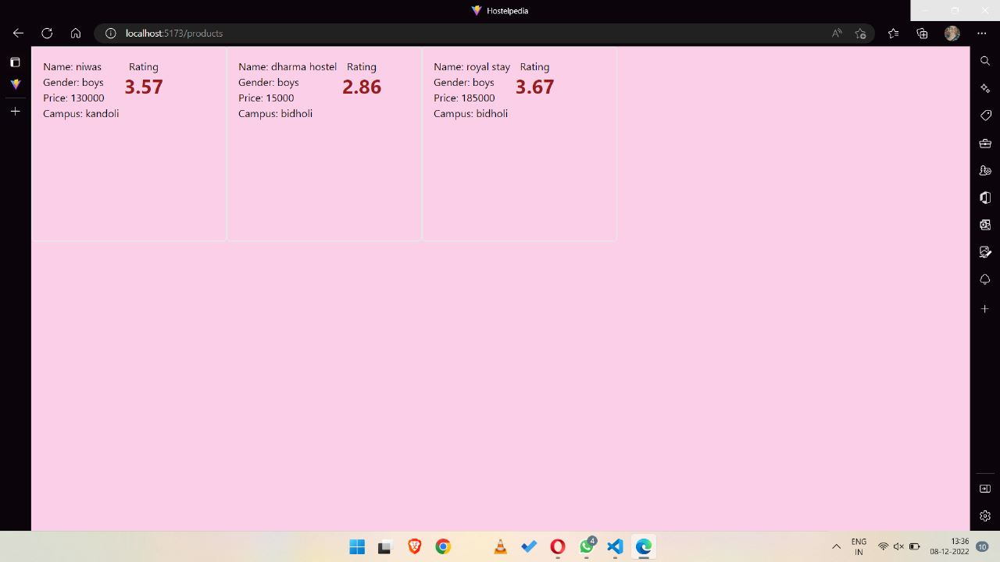 Hostelpedia
localhost:5173/products
Name: niwas
Gender: boys
Price: 130000
Campus: kandoli
Rating
3.57
Name: dharma hostel
Gender: boys
Price: 15000
Campus: bidholi
Rating
2.86
Name: royal stay
Gender: boys
Price: 185000
Campus: bidholi
Rating
3.67
4
ENG
IN
13:36
08-12-2022
10